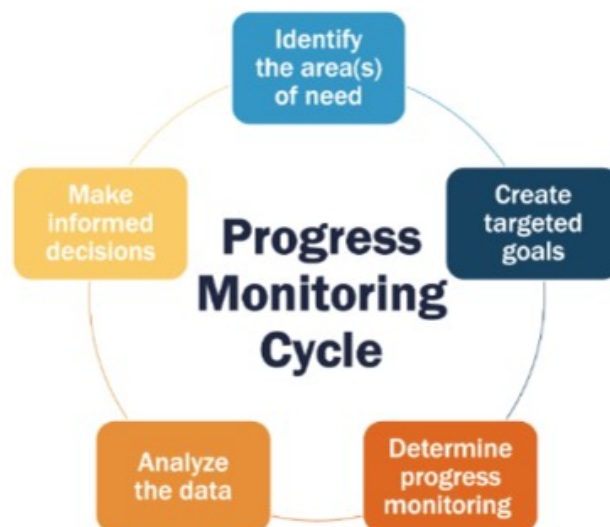 Identify
the area(s)
of need
Create
targeted
goals
Determine
progress
monitoring
Analyze
the data
Make
informed
decisions
Progress
Monitoring
Cycle